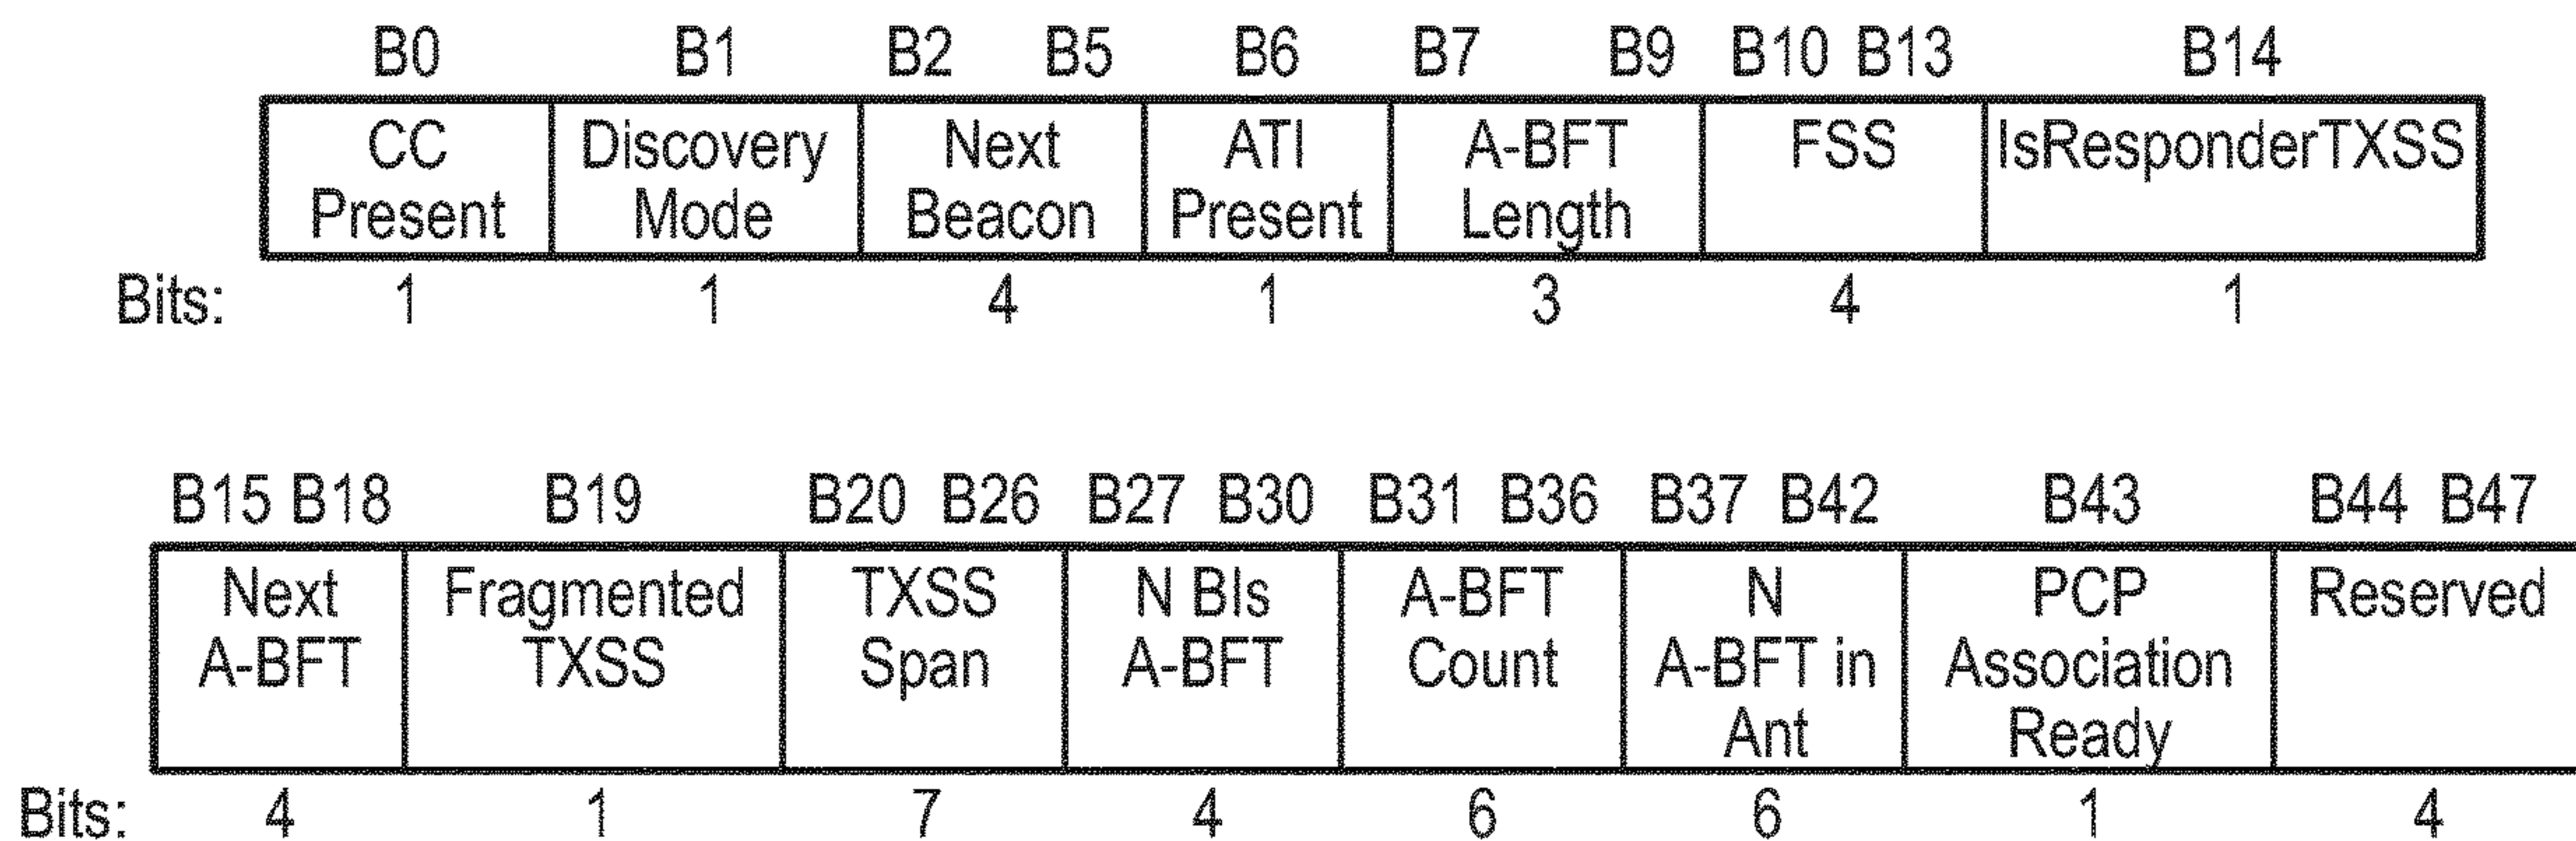 B0 B1 B2 B5 B6 B7 B9 B10 B13 B14
CC Discovery Next ATI A-BFT FSS IsResponderTXSS
Present Mode Beacon Present Length
Bits: 1 1 4 1 3 4 1
B15 B18 B19 B20 B26 B27 B30 B31 B36 B37 B42 B43 B44 B47
Next Fragmented TXSS N BIs A-BFT N PCP Reserved
A-BFT TXSS Span A-BFT Count A-BFT in Association
Ant Ready
Bits: 4 1 7 4 6 6 1 4